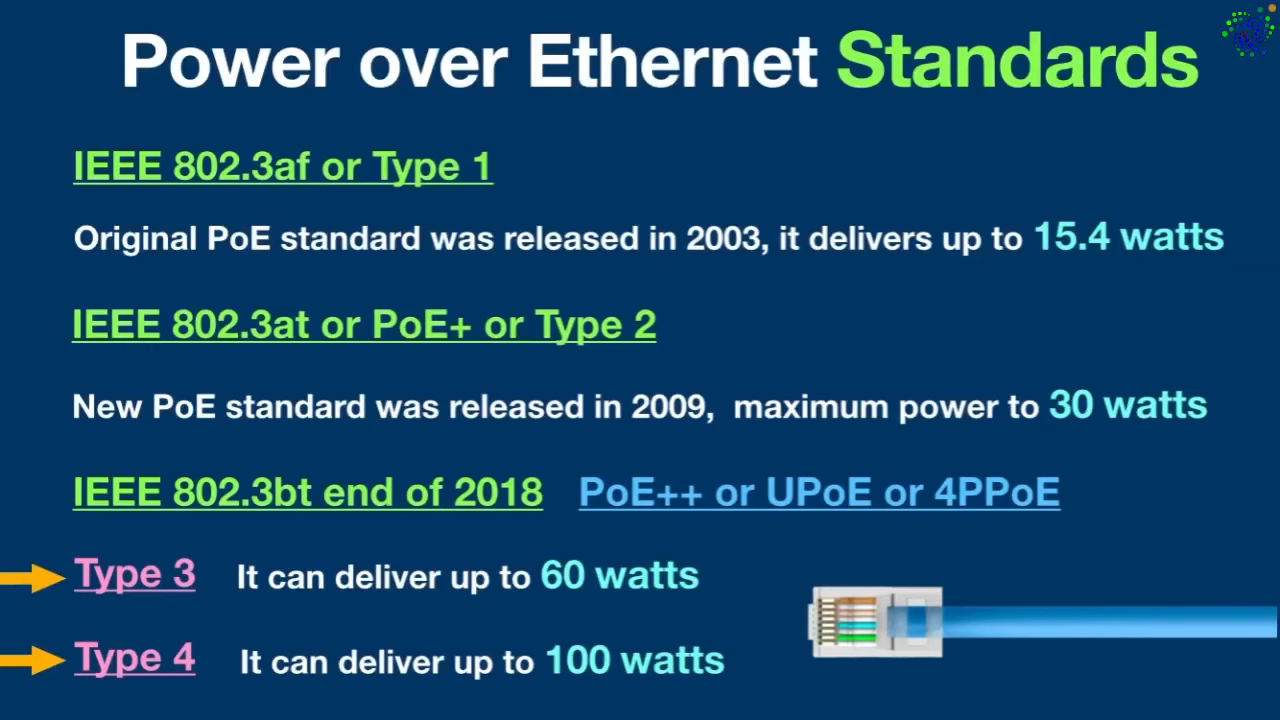 Power over Ethernet Standards
IEEE 802.3af or Type 1
Original PoE standard was released in 2003, it delivers up to 15.4 watts
IEEE 802.3at or PoE+ or Type 2
New PoE standard was released in 2009, maximum power to 30 watts
IEEE 802.3bt end of 2018 PoE++ or UPoE or 4PPoE
Type 3 It can deliver up to 60 watts
Type 4 It can deliver up to 100 watts